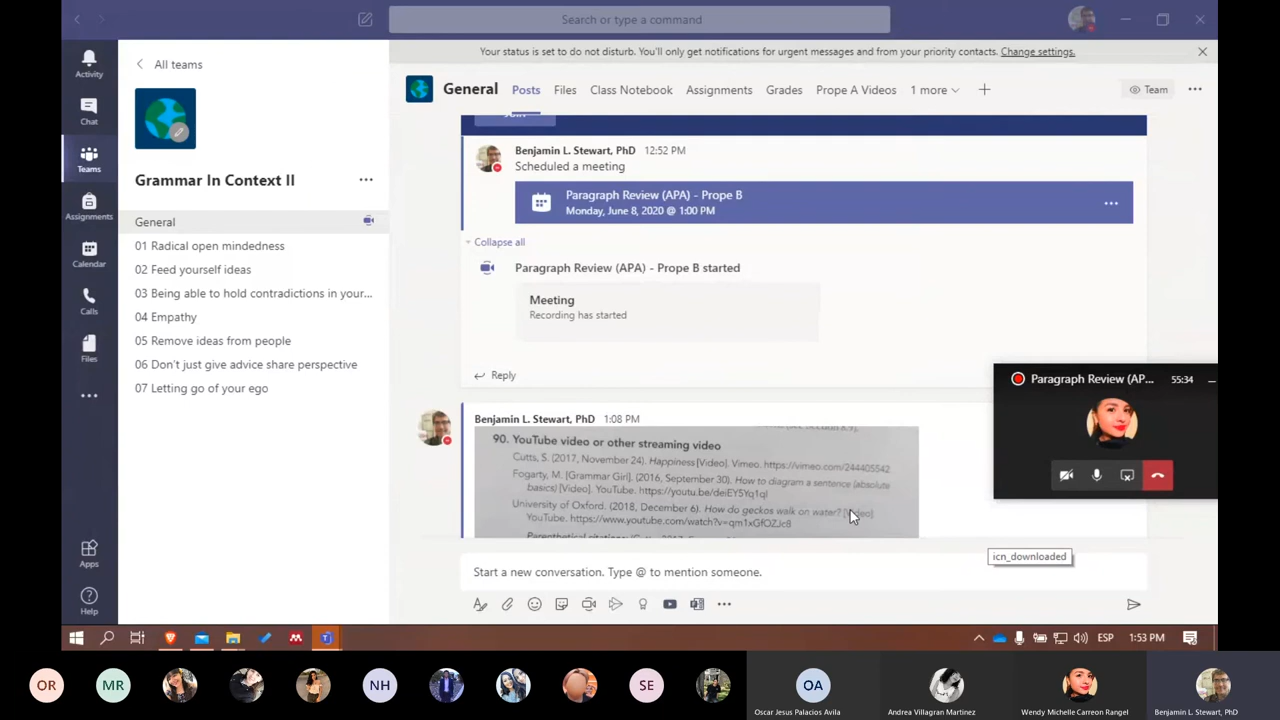 Search or type a command
Your status is set to do not disturb. You'll only get notifications for urgent messages and from your priority contacts. Change settings.
Activity
Chat
Teams
Assignments
Calendar
Calls
Files
Apps
Help
All teams
Grammar In Context II
General
01 Radical open mindedness
02 Feed yourself ideas
03 Being able to hold contradictions in your...
04 Empathy
05 Remove ideas from people
06 Don't just give advice share perspective
07 Letting go of your ego
General Posts Files Class Notebook Assignments Grades Prope A Videos 1 more
Team
Join
Benjamin L. Stewart, PhD 12:52 PM
Scheduled a meeting
Paragraph Review (APA) - Prope B
Monday, June 8, 2020 @ 1:00 PM
Collapse all
Paragraph Review (APA) - Prope B started
Meeting
Recording has started
Reply
Benjamin L. Stewart, PhD 1:08 PM
90. YouTube video or other streaming video
Cutts, S. (2017, November 24). Happiness [Video]. Vimeo. https://vimeo.com/244405542
Fogarty, M. [Grammar Girl]. (2016, September 30). How to diagram a sentence (absolute
basics) [Video]. YouTube. https://youtu.be/deiEY5Yq1qI
University of Oxford. (2018, December 6). How do geckos walk on water? [Video]
YouTube. https://www.youtube.com/watch?v=qm1xGfOZJc8
Parenthetical citations:
Paragraph Review (AP... 55:34
icn_downloaded
Start a new conversation. Type @ to mention someone.
ESP 1:53 PM
OR MR NH SE OA
Oscar Jesus Palacios Avila Andrea Villagran Martinez Wendy Michelle Carreon Rangel Benjamin L. Stewart, PhD